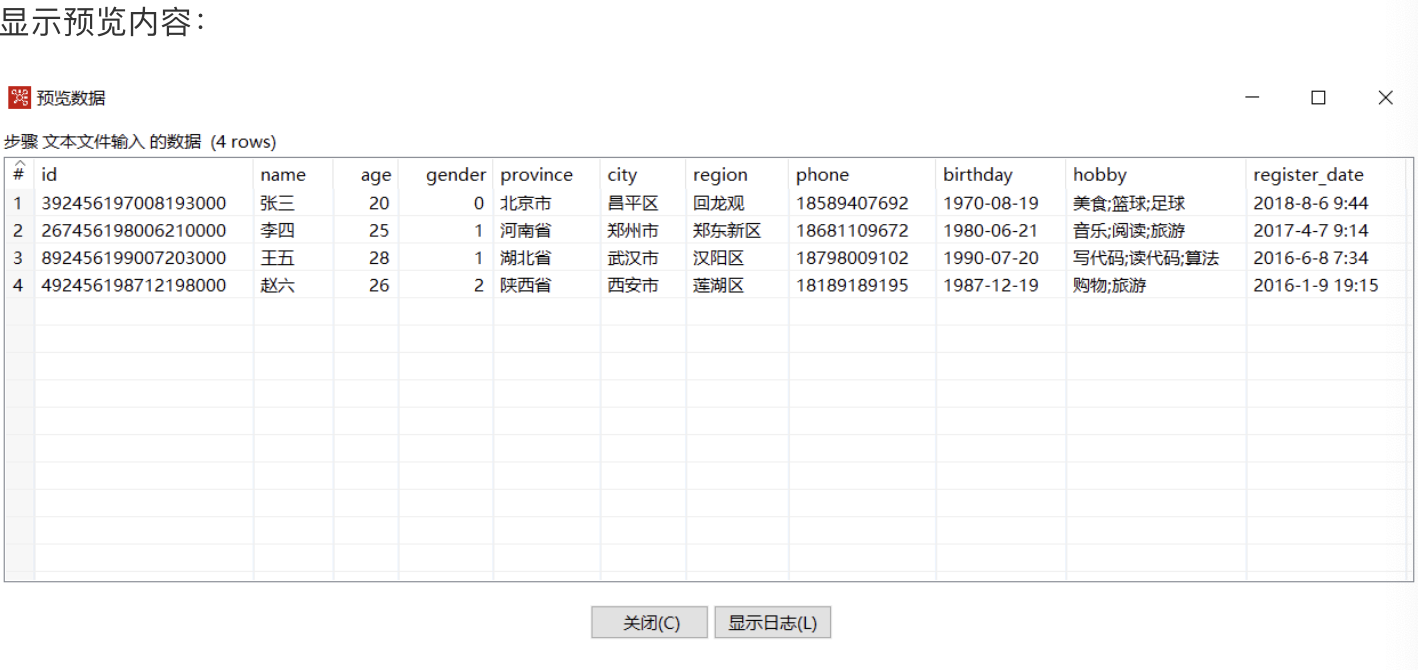 显示预览内容：
预览数据
步骤 文本文件输入 的数据 (4 rows)
# id name age gender province city region phone birthday hobby register_date
1 392456197008193000 张三 20 0 北京市 昌平区 回龙观 18589407692 1970-08-19 美食;篮球;足球 2018-8-6 9:44
2 267456198006210000 李四 25 1 河南省 郑州市 郑东新区 18681109672 1980-06-21 音乐;阅读;旅游 2017-4-7 9:14
3 892456199007203000 王五 28 1 湖北省 武汉市 汉阳区 18798009102 1990-07-20 写代码;读代码;算法 2016-6-8 7:34
4 492456198712198000 赵六 26 2 陕西省 西安市 莲湖区 18189189195 1987-12-19 购物;旅游 2016-1-9 19:15
关闭(C) 显示日志(L)